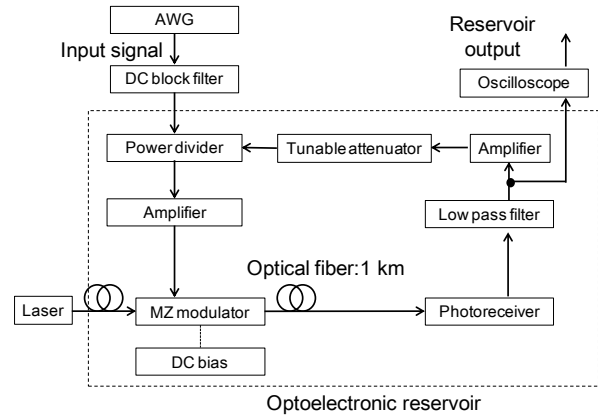 AWG
Reservoir
output
Input signal
DC block filter
Oscilloscope
Power divider
Tunable attenuator
Amplifier
Amplifier
Low pass filter
Optical fiber:1 km
Laser
MZ modulator
Photoreceiver
DC bias
Optoelectronic reservoir